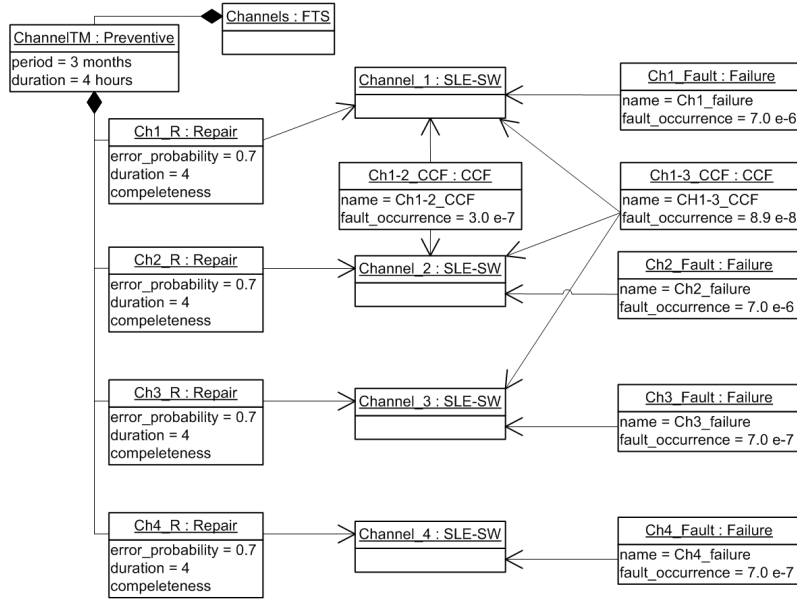 Channels : FTS
ChannelTM : Preventive
period = 3 months
duration = 4 hours
Channel_1 : SLE-SW
Ch1_Fault : Failure
name = Ch1_failure
fault_occurrence = 7.0 e-6
Ch1_R : Repair
error_probability = 0.7
duration = 4
compeleteness
Ch1-2_CCF : CCF
name = Ch1-2_CCF
fault_occurrence = 3.0 e-7
Ch1-3_CCF : CCF
name = CH1-3_CCF
fault_occurrence = 8.9 e-8
Ch2_R : Repair
error_probability = 0.7
duration = 4
compeleteness
Channel_2 : SLE-SW
Ch2_Fault : Failure
name = Ch2_failure
fault_occurrence = 7.0 e-6
Ch3_R : Repair
error_probability = 0.7
duration = 4
compeleteness
Channel_3 : SLE-SW
Ch3_Fault : Failure
name = Ch3_failure
fault_occurrence = 7.0 e-7
Ch4_R : Repair
error_probability = 0.7
duration = 4
compeleteness
Channel_4 : SLE-SW
Ch4_Fault : Failure
name = Ch4_failure
fault_occurrence = 7.0 e-7